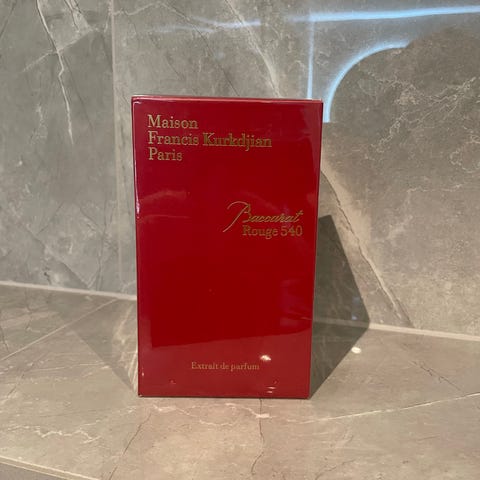 Maison
Francis Kurkdjian
Paris
Baccarat
Rouge 540
Extrait de parfum